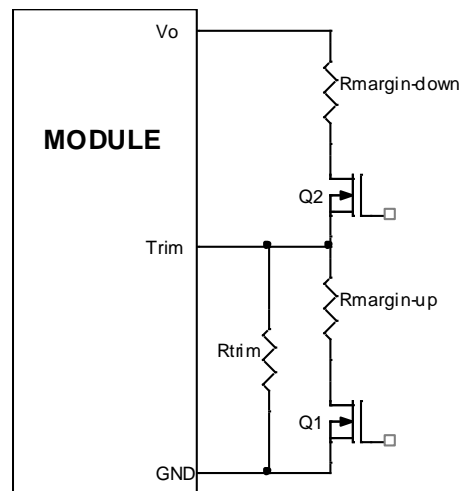 Vo
Rmargin-down
MODULE
Q2
Trim
Rmargin-up
Rtrim
Q1
GND